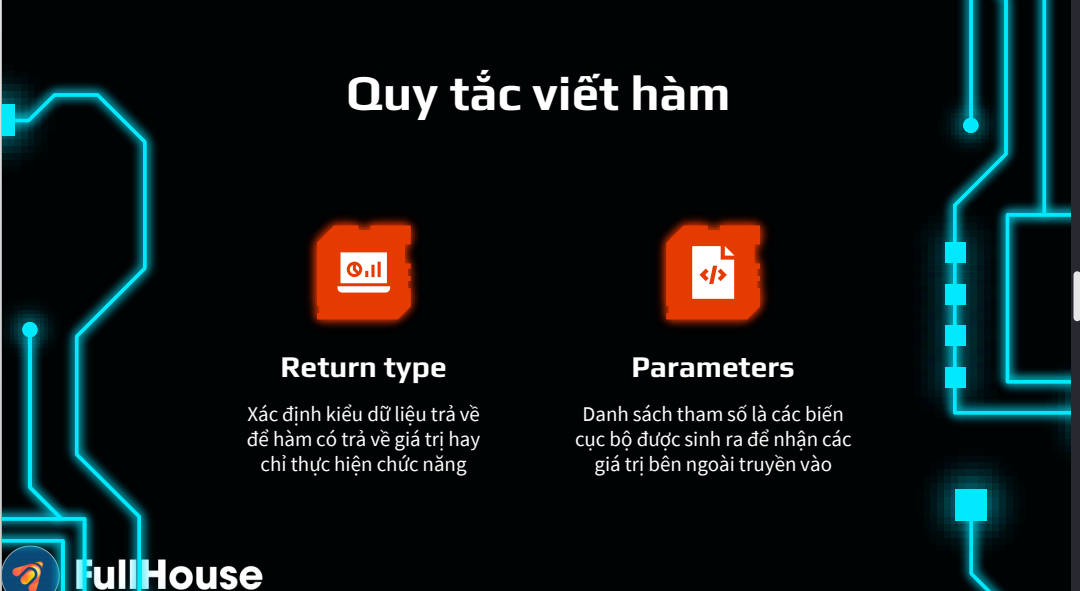 Quy tắc viết hàm
Return type
Xác định kiểu dữ liệu trả về
để hàm có trả về giá trị hay
chỉ thực hiện chức năng
Parameters
Danh sách tham số là các biến
cục bộ được sinh ra để nhận các
giá trị bên ngoài truyền vào
FullHouse